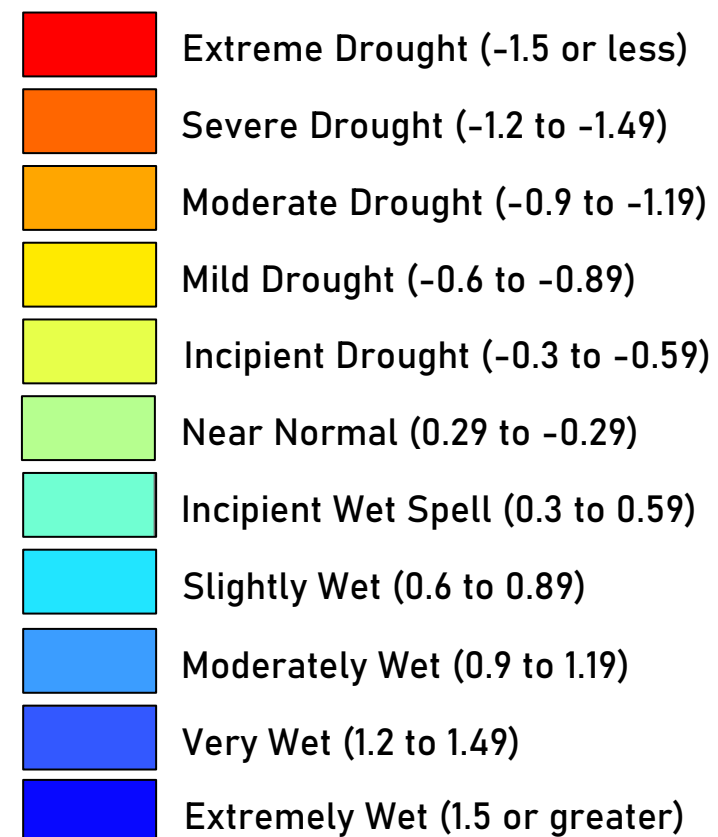 Extreme Drought (-1.5 or less)
Severe Drought (-1.2 to -1.49)
Moderate Drought (-0.9 to -1.19)
Mild Drought (-0.6 to -0.89)
Incipient Drought (-0.3 to -0.59)
Near Normal (0.29 to -0.29)
Incipient Wet Spell (0.3 to 0.59)
Slightly Wet (0.6 to 0.89)
Moderately Wet (0.9 to 1.19)
Very Wet (1.2 to 1.49)
Extremely Wet (1.5 or greater)